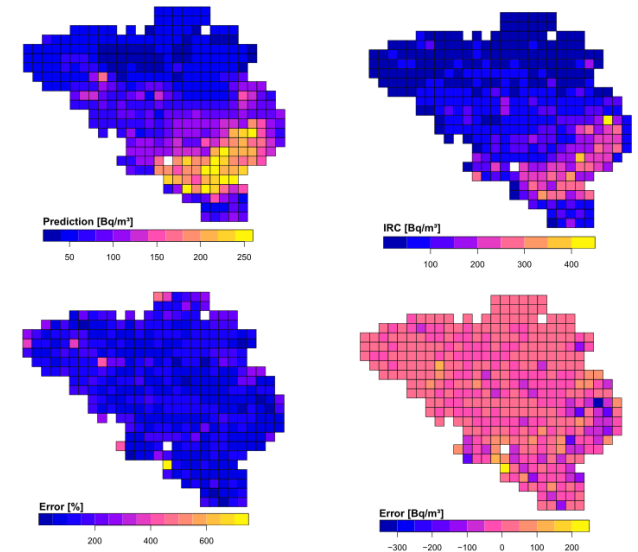 Prediction [Bq/m³]
50 100 150 200 250
IRC [Bq/m³]
100 200 300 400
Error [%]
200 400 600
Error [Bq/m³]
−300 −200 −100 0 100 200